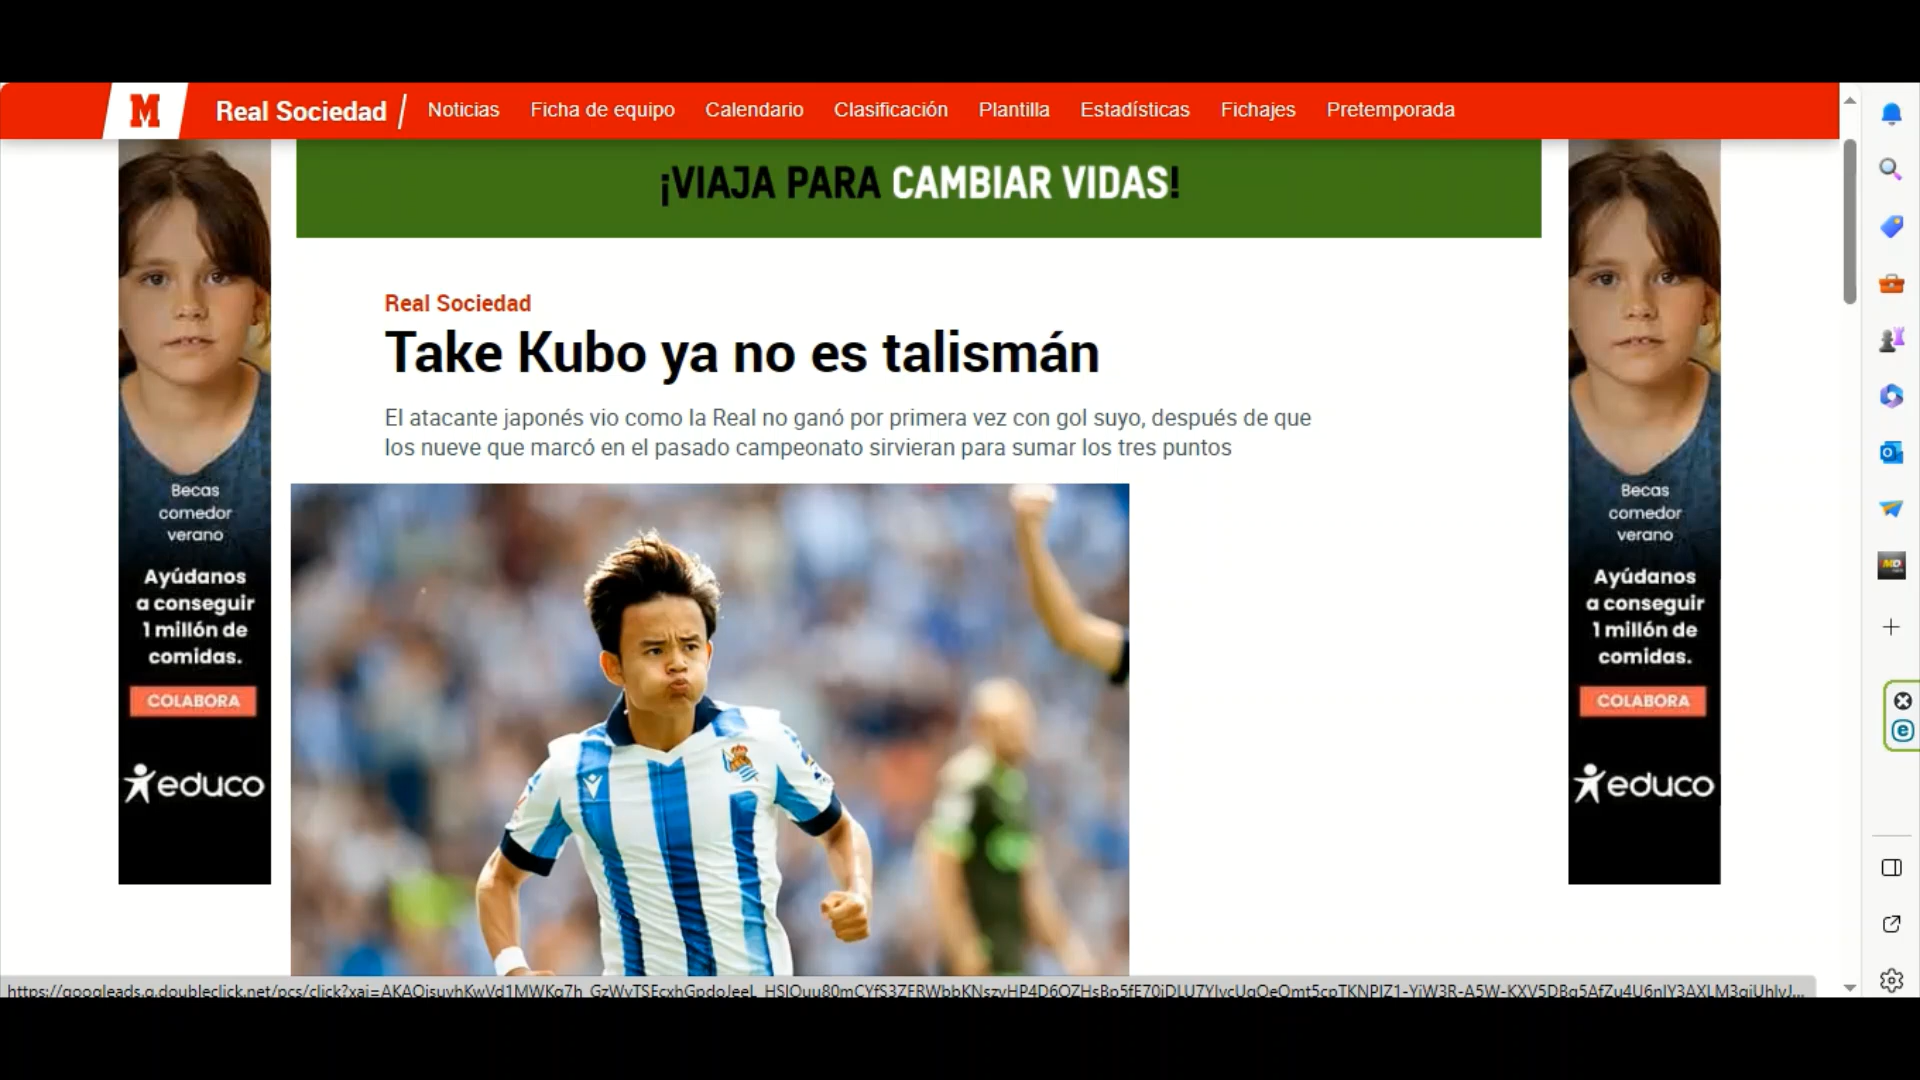 M
Real Sociedad
Noticias
Ficha de equipo
Calendario
Clasificación
Plantilla
Estadísticas
Fichajes
Pretemporada
¡VIAJA PARA CAMBIAR VIDAS!
Real Sociedad
Take Kubo ya no es talismán
El atacante japonés vio como la Real no ganó por primera vez con gol suyo, después de que
los nueve que marcó en el pasado campeonato sirvieran para sumar los tres puntos
Becas
comedor
verano
Ayúdanos
a conseguir
1 millón de
comidas.
COLABORA
educo
Becas
comedor
verano
Ayúdanos
a conseguir
1 millón de
comidas.
COLABORA
educo